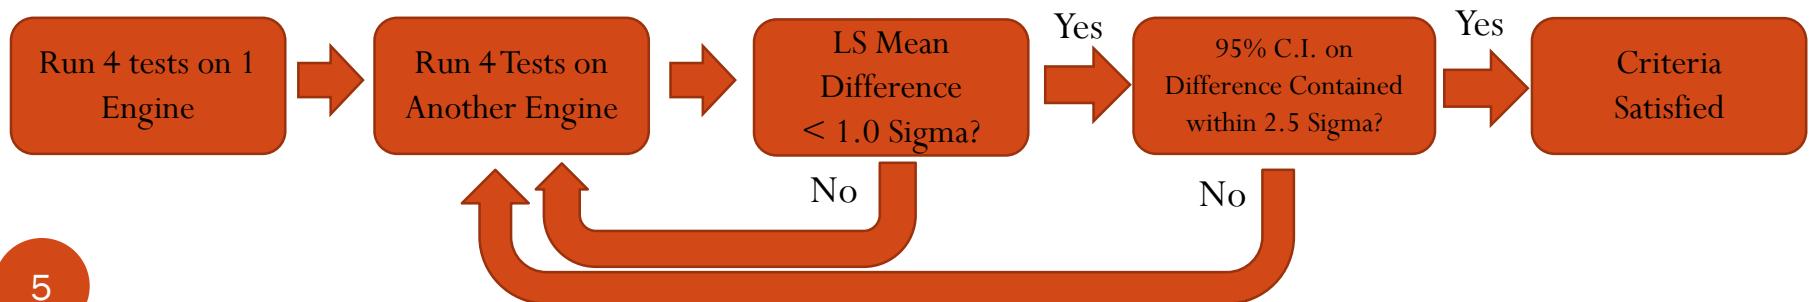 Run 4 tests on 1
Engine
Run 4 Tests on
Another Engine
LS Mean
Difference
< 1.0 Sigma?
Yes
95% C.I. on
Difference Contained
within 2.5 Sigma?
Yes
Criteria
Satisfied
No
No
5